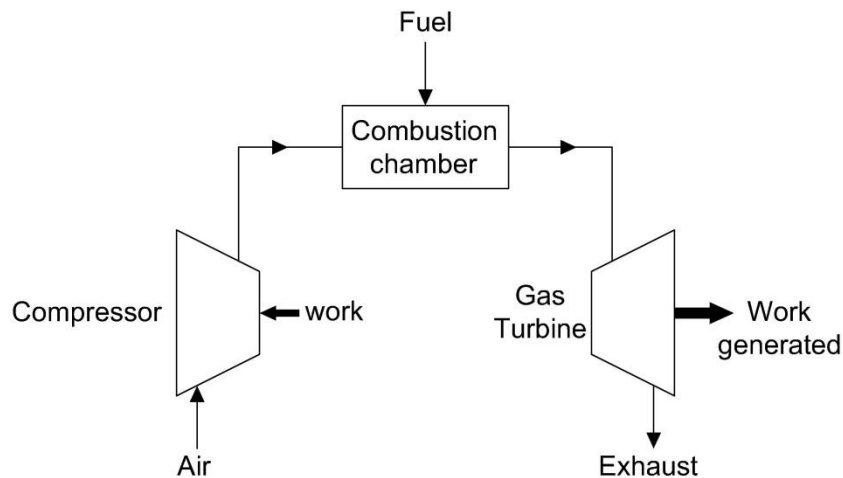 Fuel
Combustion
chamber
Compressor
work
Gas
Turbine
Work
generated
Air
Exhaust